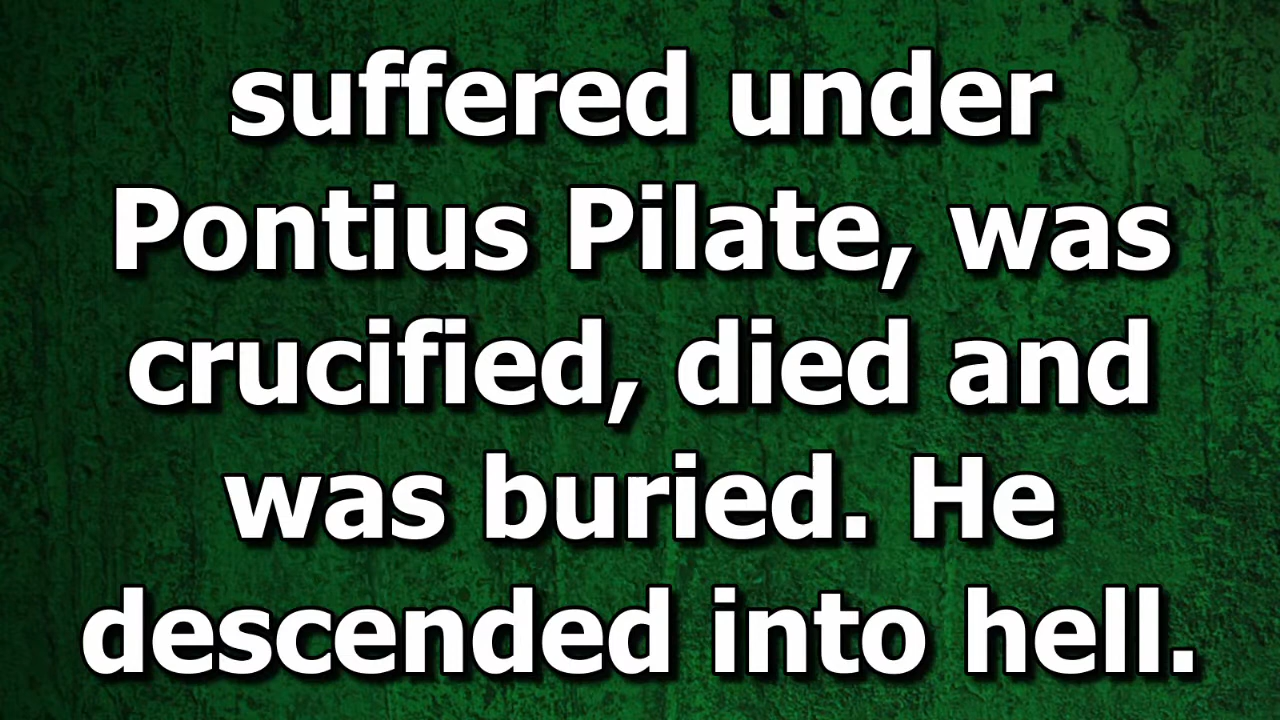 suffered under
Pontius Pilate, was
crucified, died and
was buried. He
descended into hell.